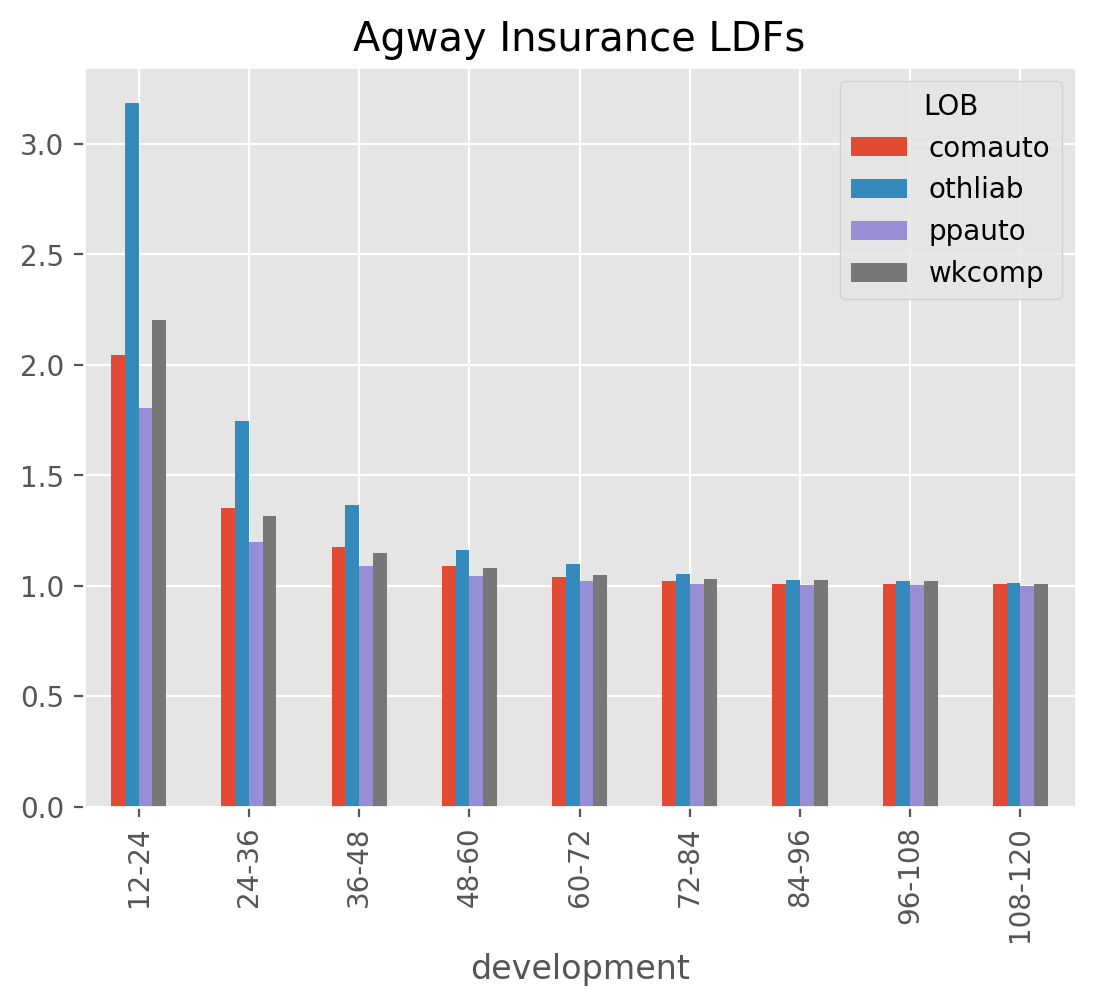 Agway Insurance LDFs
LOB
comauto
othliab
ppauto
wkcomp
3.0
2.5
2.0
1.5
1.0
0.5
0.0
12-24
24-36
36-48
48-60
60-72
72-84
84-96
96-108
108-120
development